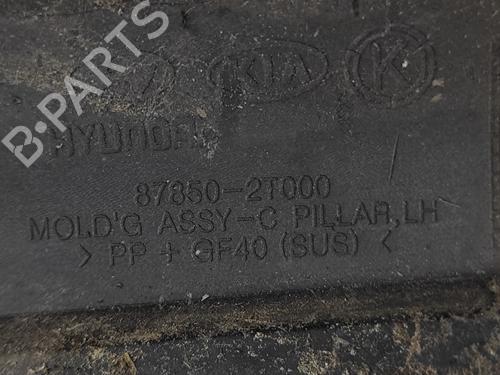 B-PARTS
KIA
K
HYUNDAI
87850-2T000
MOLD'G ASSY-C PILLAR,LH
> PP + GF40 (SUS) <